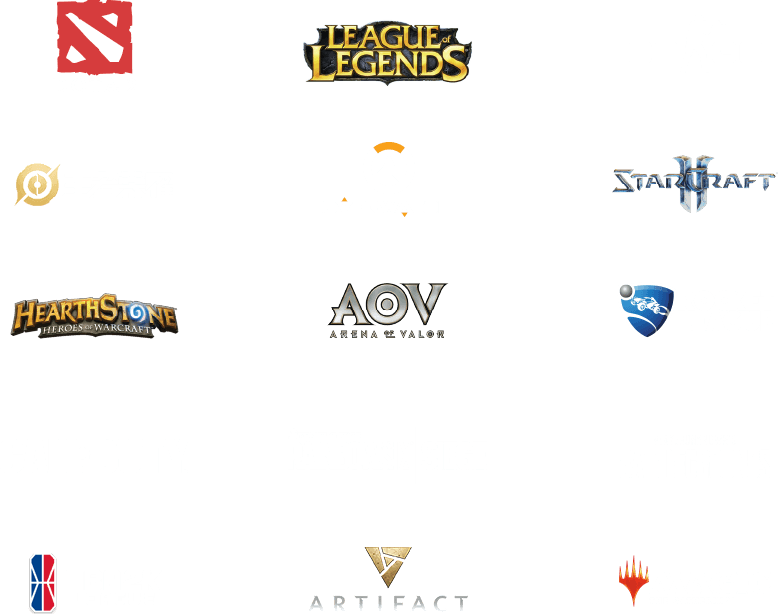 LEAGUE of
LEGENDS
STARCRAFT
II
HEARTHSTONE
HEROES OF WARCRAFT
AOV
ARENA OF VALOR
ARTIFACT